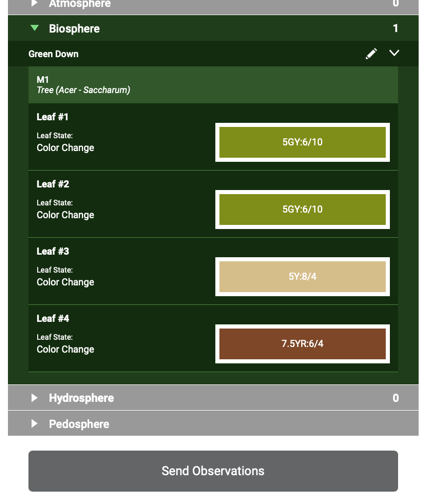 Atmosphere 0
Biosphere 1
Green Down
M1
Tree (Acer - Saccharum)
Leaf #1
Leaf State:
Color Change
5GY:6/10
Leaf #2
Leaf State:
Color Change
5GY:6/10
Leaf #3
Leaf State:
Color Change
5Y:8/4
Leaf #4
Leaf State:
Color Change
7.5YR:6/4
Hydrosphere 0
Pedosphere
Send Observations